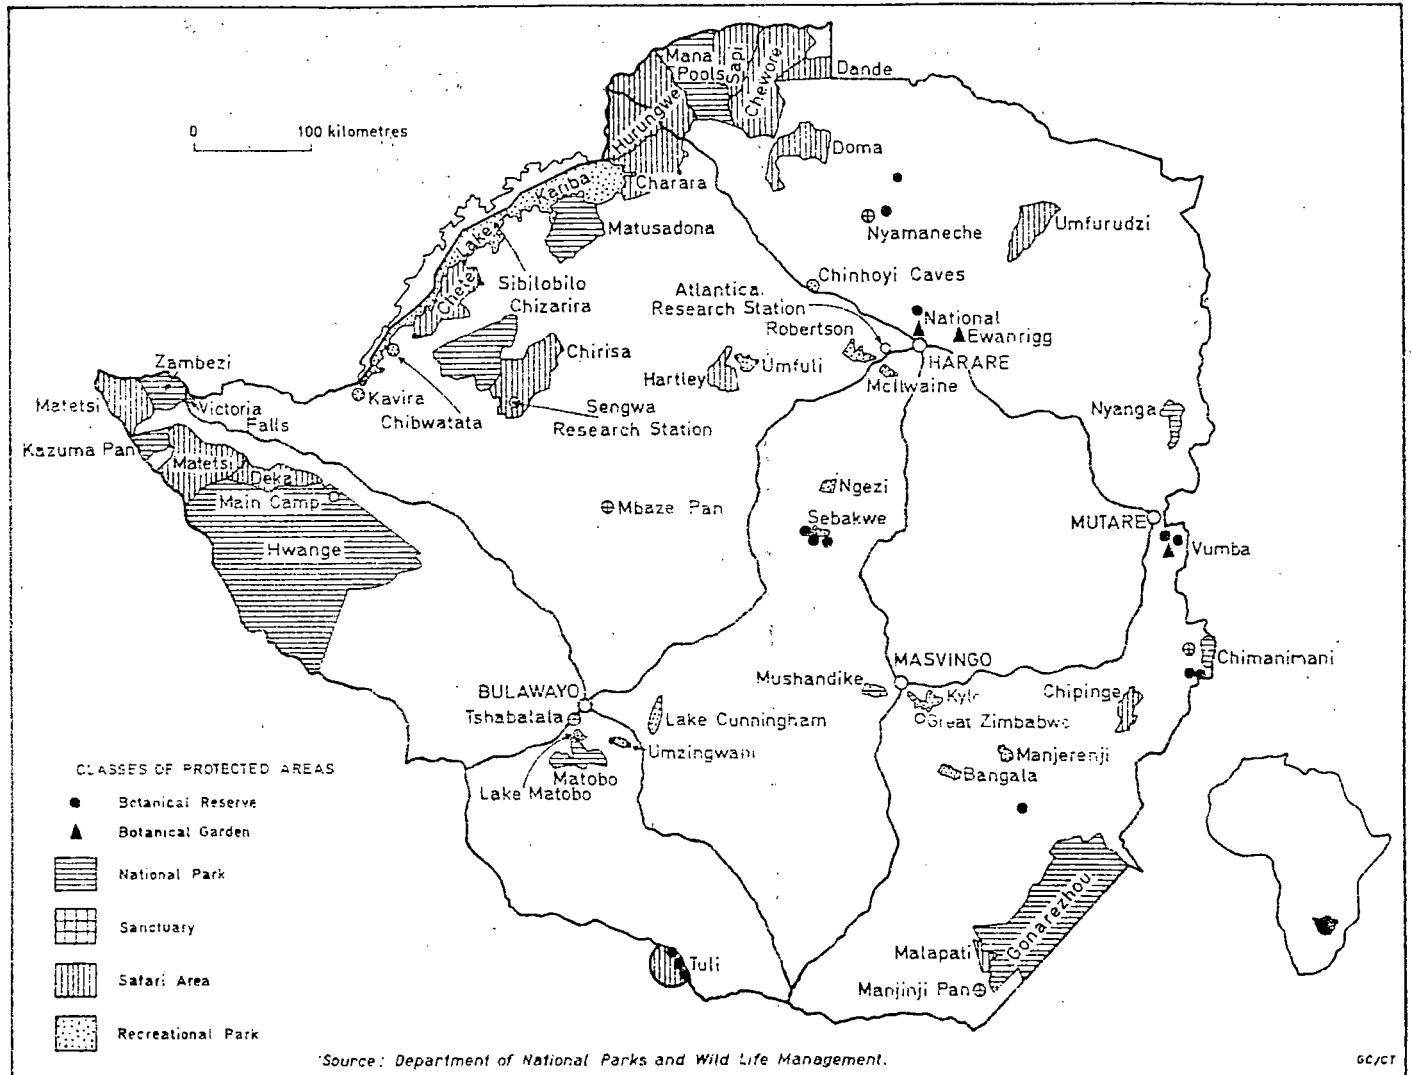 0 100 kilometres
Mana
Pools
Sapi
Chewore
Dande
Hurungwe
Doma
Charara
Lake Kariba
Matusadona
Nyamaneche
Umfurudzi
Sibilobilo
Chizarira
Chete
Chinhoyi Caves
Atlantica
Research Station
Robertson
National
Ewanrigg
HARARE
McIlwaine
Chirisa
Hartley
Umfuli
Sengwa
Research Station
Kavira
Chibwatata
Zambezi
Matetsi
Victoria
Falls
Kazuma Pan
Matetsi
Deka
Main Camp
Hwange
Nyanga
Mbaze Pan
Ngezi
Sebakwe
MUTARE
Vumba
Chimanimani
MASVINGO
Mushandike
Kyle
Great Zimbabwe
Chipinge
BULAWAYO
Tshabalala
Lake Cunningham
Umzingwani
Matobo
Lake Matobo
Manjerenji
Bangala
Gonarezhou
Malapati
Manjinji Pan
Tuli
CLASSES OF PROTECTED AREAS
Botanical Reserve
Botanical Garden
National Park
Sanctuary
Safari Area
Recreational Park
Source: Department of National Parks and Wild Life Management.
GC/CT